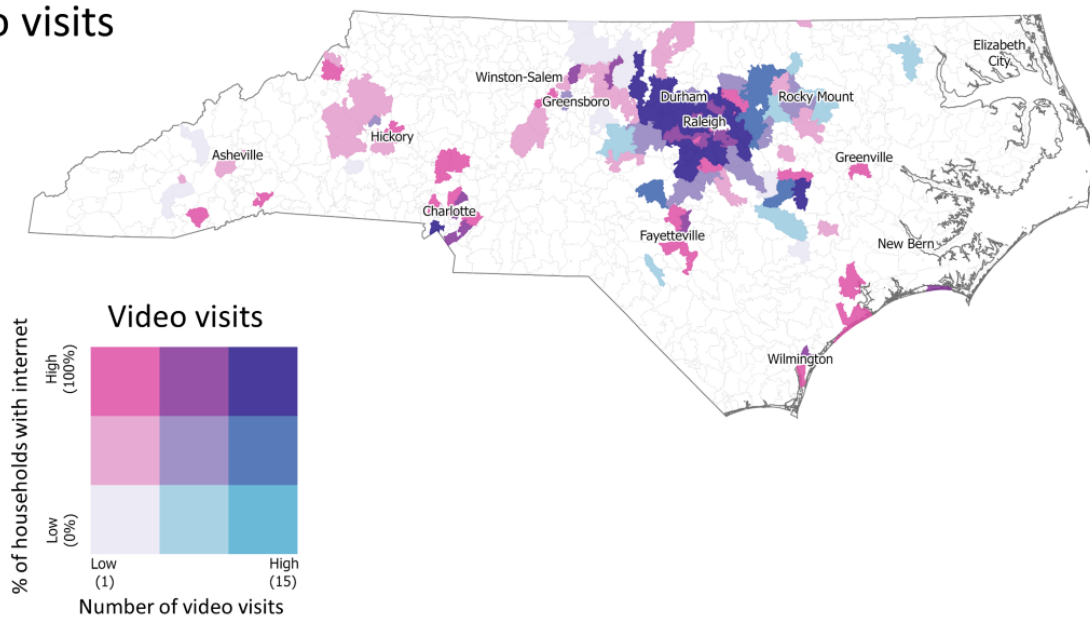 visits
Elizabeth
City
Winston-Salem
Greensboro
Durham
Rocky Mount
Raleigh
Hickory
Asheville
Greenville
Charlotte
Fayetteville
New Bern
Wilmington
Video visits
% of households with internet
High
(100%)
Low
(0%)
Low
(1)
High
(15)
Number of video visits